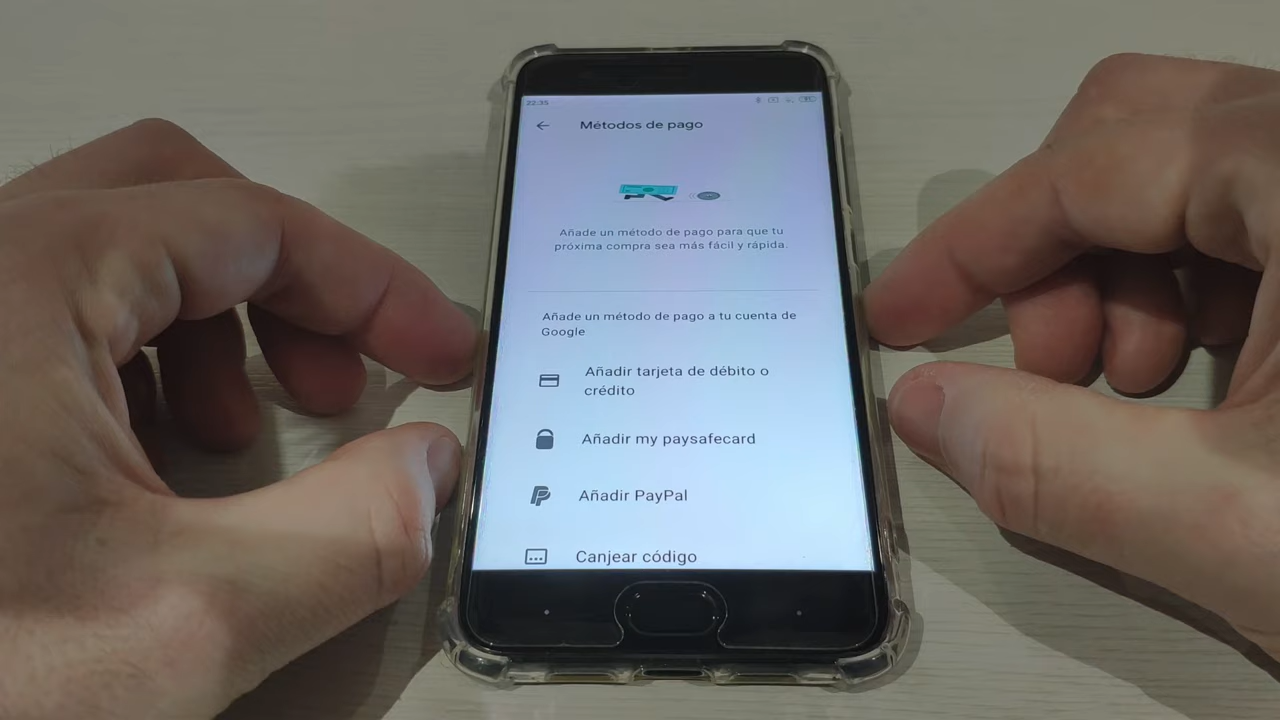 22:35
Métodos de pago
Añade un método de pago para que tu
próxima compra sea más fácil y rápida.
Añade un método de pago a tu cuenta de
Google
Añadir tarjeta de débito o
crédito
Añadir my paysafecard
Añadir PayPal
Canjear código